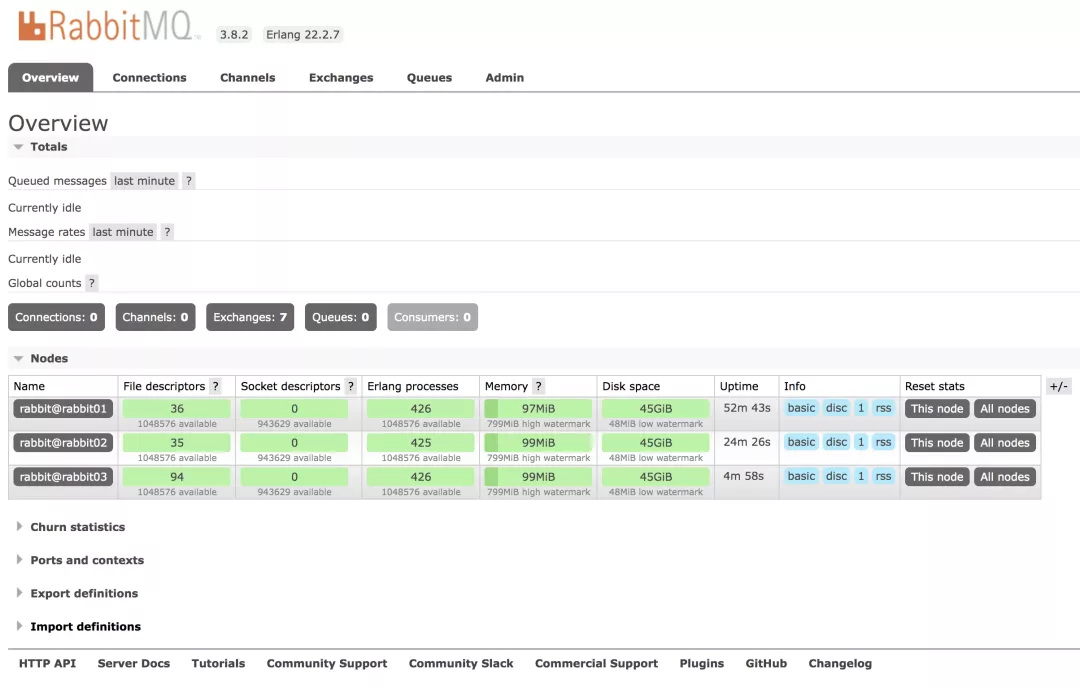 RabbitMQ 3.8.2 Erlang 22.2.7
Overview Connections Channels Exchanges Queues Admin
Overview
Totals
Queued messages last minute ?
Currently idle
Message rates last minute ?
Currently idle
Global counts ?
Connections: 0 Channels: 0 Exchanges: 7 Queues: 0 Consumers: 0
Nodes
Name File descriptors ? Socket descriptors ? Erlang processes Memory ? Disk space Uptime Info Reset stats +/-
rabbit@rabbit01 36 0 426 97MiB 45GiB 52m 43s basic disc 1 rss This node All nodes
1048576 available 943629 available 1048576 available 799MiB high watermark 48MiB low watermark
rabbit@rabbit02 35 0 425 99MiB 45GiB 24m 26s basic disc 1 rss This node All nodes
1048576 available 943629 available 1048576 available 799MiB high watermark 48MiB low watermark
rabbit@rabbit03 94 0 426 99MiB 45GiB 4m 58s basic disc 1 rss This node All nodes
1048576 available 943629 available 1048576 available 799MiB high watermark 48MiB low watermark
Churn statistics
Ports and contexts
Export definitions
Import definitions
HTTP API Server Docs Tutorials Community Support Community Slack Commercial Support Plugins GitHub Changelog